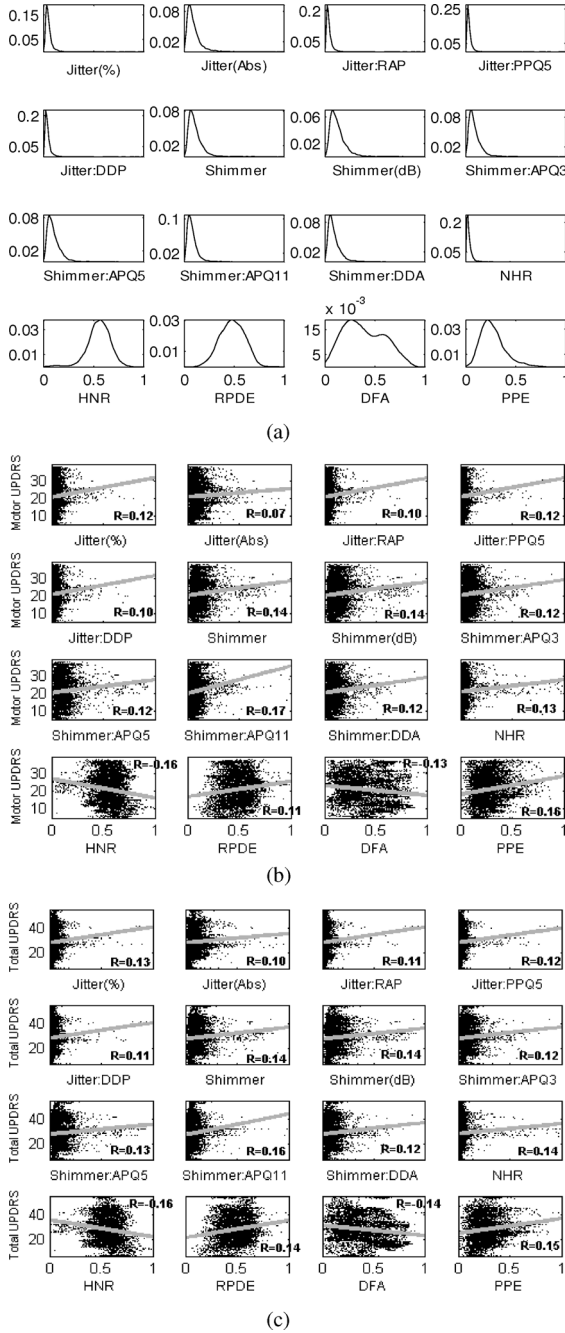 0.15
0.05
Jitter(%)
0.08
0.02
Jitter(Abs)
0.2
0.05
Jitter:RAP
0.25
0.05
Jitter:PPQ5
0.2
0.05
Jitter:DDP
0.08
0.02
Shimmer
0.06
0.02
Shimmer(dB)
0.08
0.02
Shimmer:APQ3
0.08
0.02
Shimmer:APQ5
0.1
0.02
Shimmer:APQ11
0.08
0.02
Shimmer:DDA
0.2
0.05
NHR
0.03
0.01
0 0.5 1
HNR
0.03
0.01
0 0.5 1
RPDE
x 10-3
15
5
0 0.5 1
DFA
0.03
0.01
0 0.5 1
PPE
(a)
Motor UPDRS
30
20
10
R=0.12
Jitter(%)
R=0.07
Jitter(Abs)
R=0.10
Jitter:RAP
R=0.12
Jitter:PPQ5
Motor UPDRS
30
20
10
R=0.10
Jitter:DDP
R=0.14
Shimmer
R=0.14
Shimmer(dB)
R=0.12
Shimmer:APQ3
Motor UPDRS
30
20
10
R=0.12
Shimmer:APQ5
R=0.17
Shimmer:APQ11
R=0.12
Shimmer:DDA
R=0.13
NHR
Motor UPDRS
30
20
10
R=-0.16
0 0.5 1
HNR
R=0.11
0 0.5 1
RPDE
R=-0.13
0 0.5 1
DFA
R=0.16
0 0.5 1
PPE
(b)
Total UPDRS
40
20
R=0.13
Jitter(%)
R=0.10
Jitter(Abs)
R=0.11
Jitter:RAP
R=0.12
Jitter:PPQ5
Total UPDRS
40
20
R=0.11
Jitter:DDP
R=0.14
Shimmer
R=0.14
Shimmer(dB)
R=0.12
Shimmer:APQ3
Total UPDRS
40
20
R=0.13
Shimmer:APQ5
R=0.16
Shimmer:APQ11
R=0.12
Shimmer:DDA
R=0.14
NHR
Total UPDRS
40
20
R=-0.16
0 0.5 1
HNR
R=0.14
0 0.5 1
RPDE
R=-0.14
0 0.5 1
DFA
R=0.15
0 0.5 1
PPE
(c)